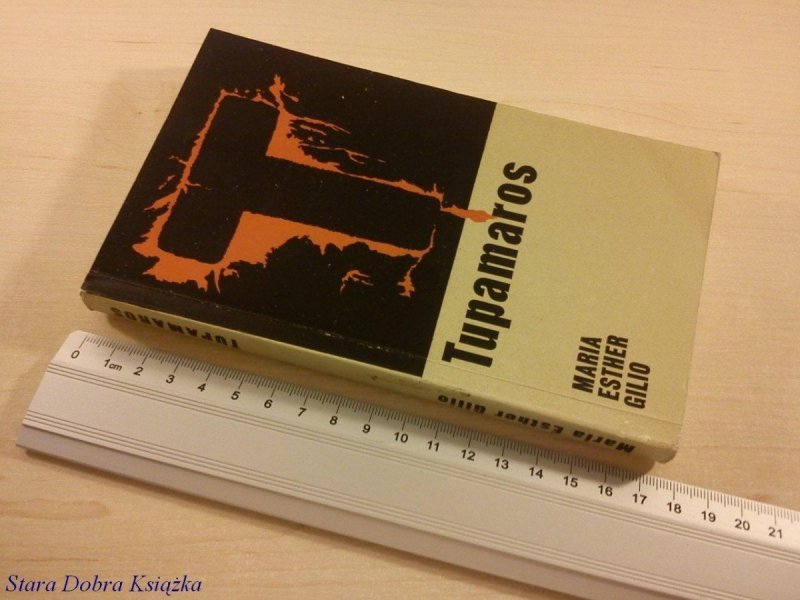 T
Tupamaros
MARIA
ESTHER
GILIO
TUPAMAROS
Maria Esther Gilio
0 1cm 2 3 4 5 6 7 8 9 10 11 12 13 14 15 16 17 18 19 20 21
Stara Dobra Książka